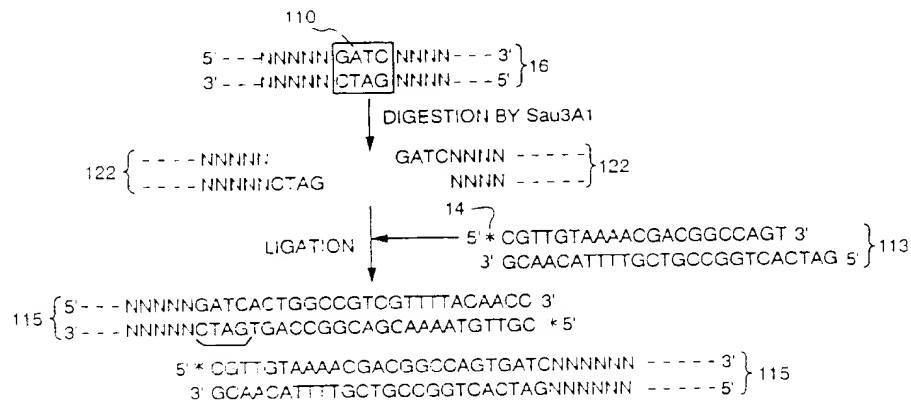 110
5' - - -NNNNN GATC NNNN - - - 3'
3' - - -NNNNN CTAG NNNN - - - 5'
16
DIGESTION BY Sau3A1
122
- - - - NNNNN
- - - - NNNNNCTAG
GATCNNNN - - - - -
NNNN - - - - -
122
LIGATION
14
5' * CGTTGTAAAACGACGGCCAGT 3'
3' GCAACATTTTGCTGCCGGTCACTAG 5'
113
115
5'- - - NNNNNGATCACTGGCCGTCGTTTTACAACC 3'
3'- - - NNNNNCTAGTGACCGGCAGCAAAATGTTGC * 5'
5' * CGTTGTAAAACGACGGCCAGTGATCNNNNNN - - - - - 3'
3' GCAACATTTTGCTGCCGGTCACTAGNNNNNN - - - - - 5'
115